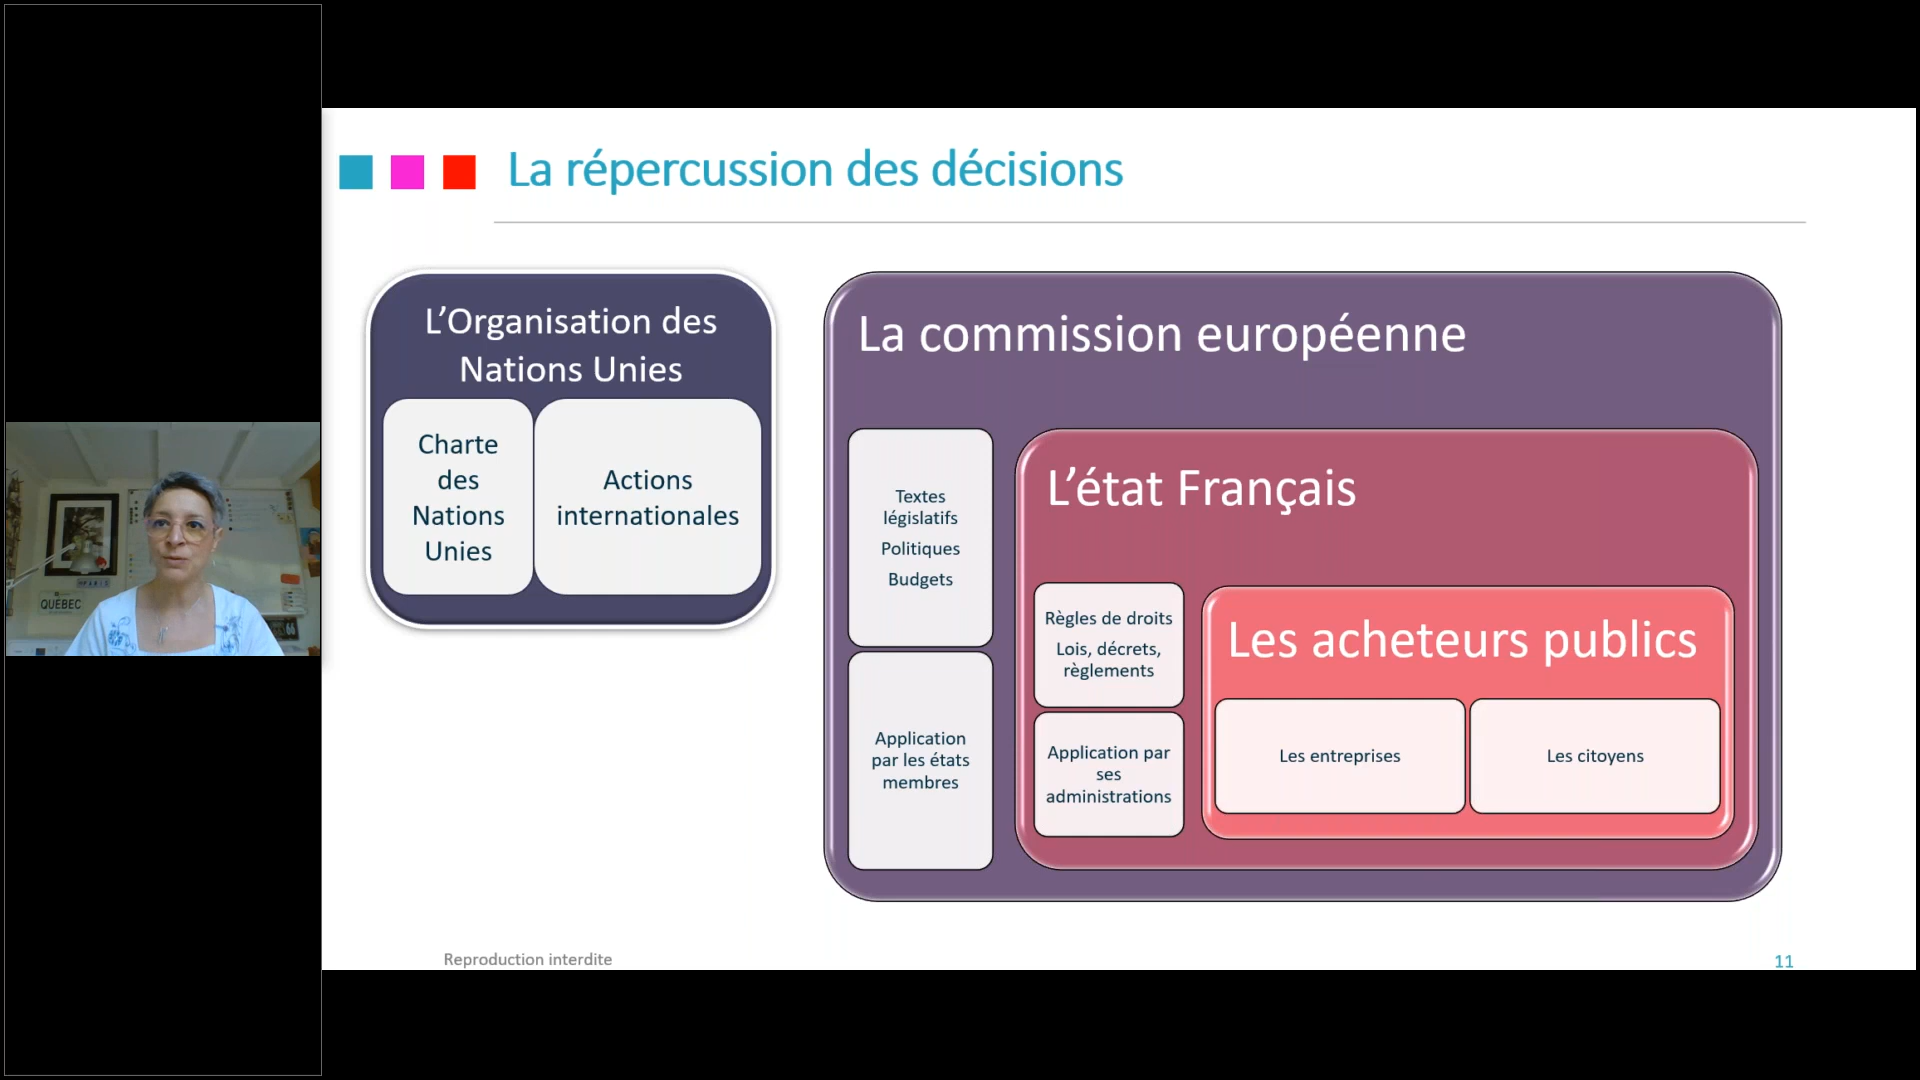 La répercussion des décisions
L’Organisation des
Nations Unies
Charte
des
Nations
Unies
Actions
internationales
La commission européenne
Textes
législatifs
Politiques
Budgets
Application
par les états
membres
L’état Français
Règles de droits
Lois, décrets,
règlements
Application par
ses
administrations
Les acheteurs publics
Les entreprises
Les citoyens
QUÉBEC
Reproduction interdite
11